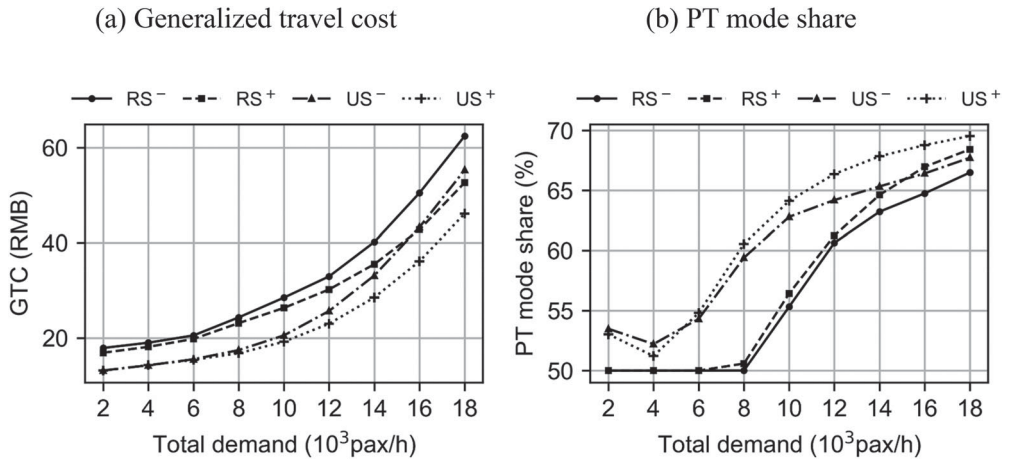 (a) Generalized travel cost
(b) PT mode share
RS⁻ RS⁺ US⁻ US⁺
RS⁻ RS⁺ US⁻ US⁺
GTC (RMB)
60
40
20
2 4 6 8 10 12 14 16 18
Total demand (10³pax/h)
PT mode share (%)
70
65
60
55
50
2 4 6 8 10 12 14 16 18
Total demand (10³pax/h)